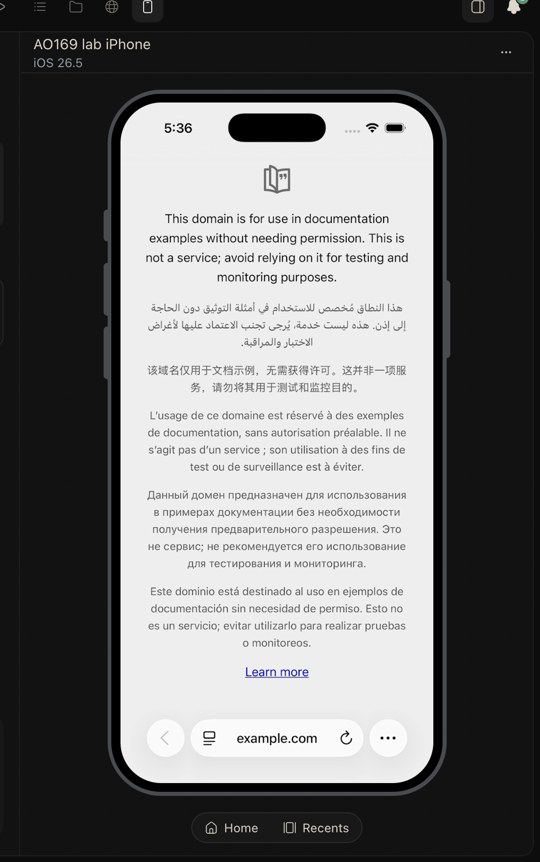 AO169 lab iPhone
iOS 26.5
5:36
This domain is for use in documentation
examples without needing permission. This is
not a service; avoid relying on it for testing and
monitoring purposes.
هذا النطاق مُخصص للاستخدام في أمثلة التوثيق دون الحاجة
إلى إذن. هذه ليست خدمة، يُرجى تجنب الاعتماد عليها لأغراض
الاختبار والمراقبة.
该域名仅用于文档示例，无需获得许可。这并非一项服
务，请勿将其用于测试和监控目的。
L'usage de ce domaine est réservé à des exemples
de documentation, sans autorisation préalable. Il ne
s'agit pas d'un service ; son utilisation à des fins de
test ou de surveillance est à éviter.
Данный домен предназначен для использования
в примерах документации без необходимости
получения предварительного разрешения. Это
не сервис; не рекомендуется его использование
для тестирования и мониторинга.
Este dominio está destinado al uso en ejemplos de
documentación sin necesidad de permiso. Esto no
es un servicio; evitar utilizarlo para realizar pruebas
o monitoreos.
Learn more
example.com
Home
Recents